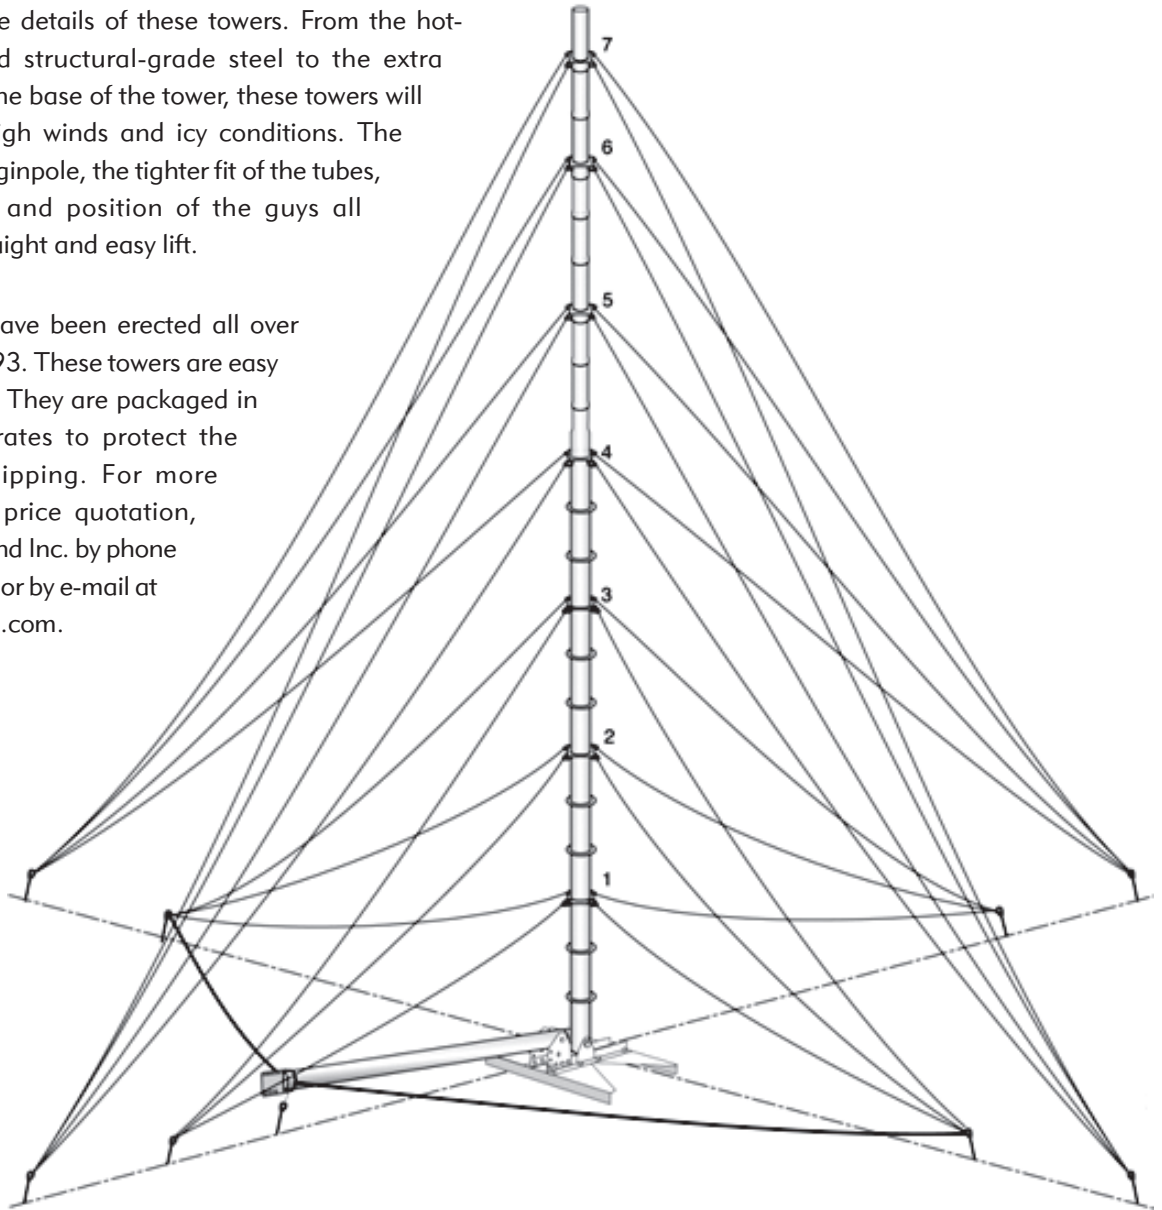 e details of these towers. From the hot-
d structural-grade steel to the extra
he base of the tower, these towers will
igh winds and icy conditions. The
ginpole, the tighter fit of the tubes,
and position of the guys all
aight and easy lift.
ave been erected all over
93. These towers are easy
They are packaged in
rates to protect the
ipping. For more
price quotation,
nd Inc. by phone
or by e-mail at
.com.
7
6
5
4
3
2
1